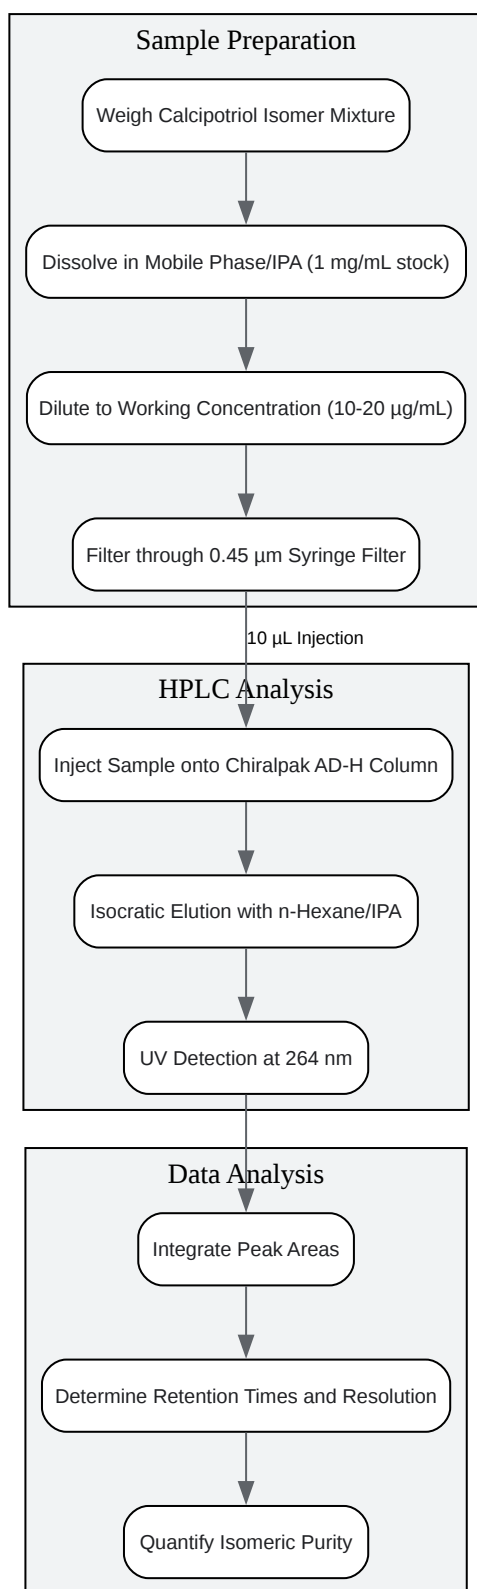 Sample Preparation
Weigh Calcipotriol Isomer Mixture
Dissolve in Mobile Phase/IPA (1 mg/mL stock)
Dilute to Working Concentration (10-20 µg/mL)
Filter through 0.45 µm Syringe Filter
10 µL Injection
HPLC Analysis
Inject Sample onto Chiralpak AD-H Column
Isocratic Elution with n-Hexane/IPA
UV Detection at 264 nm
Data Analysis
Integrate Peak Areas
Determine Retention Times and Resolution
Quantify Isomeric Purity